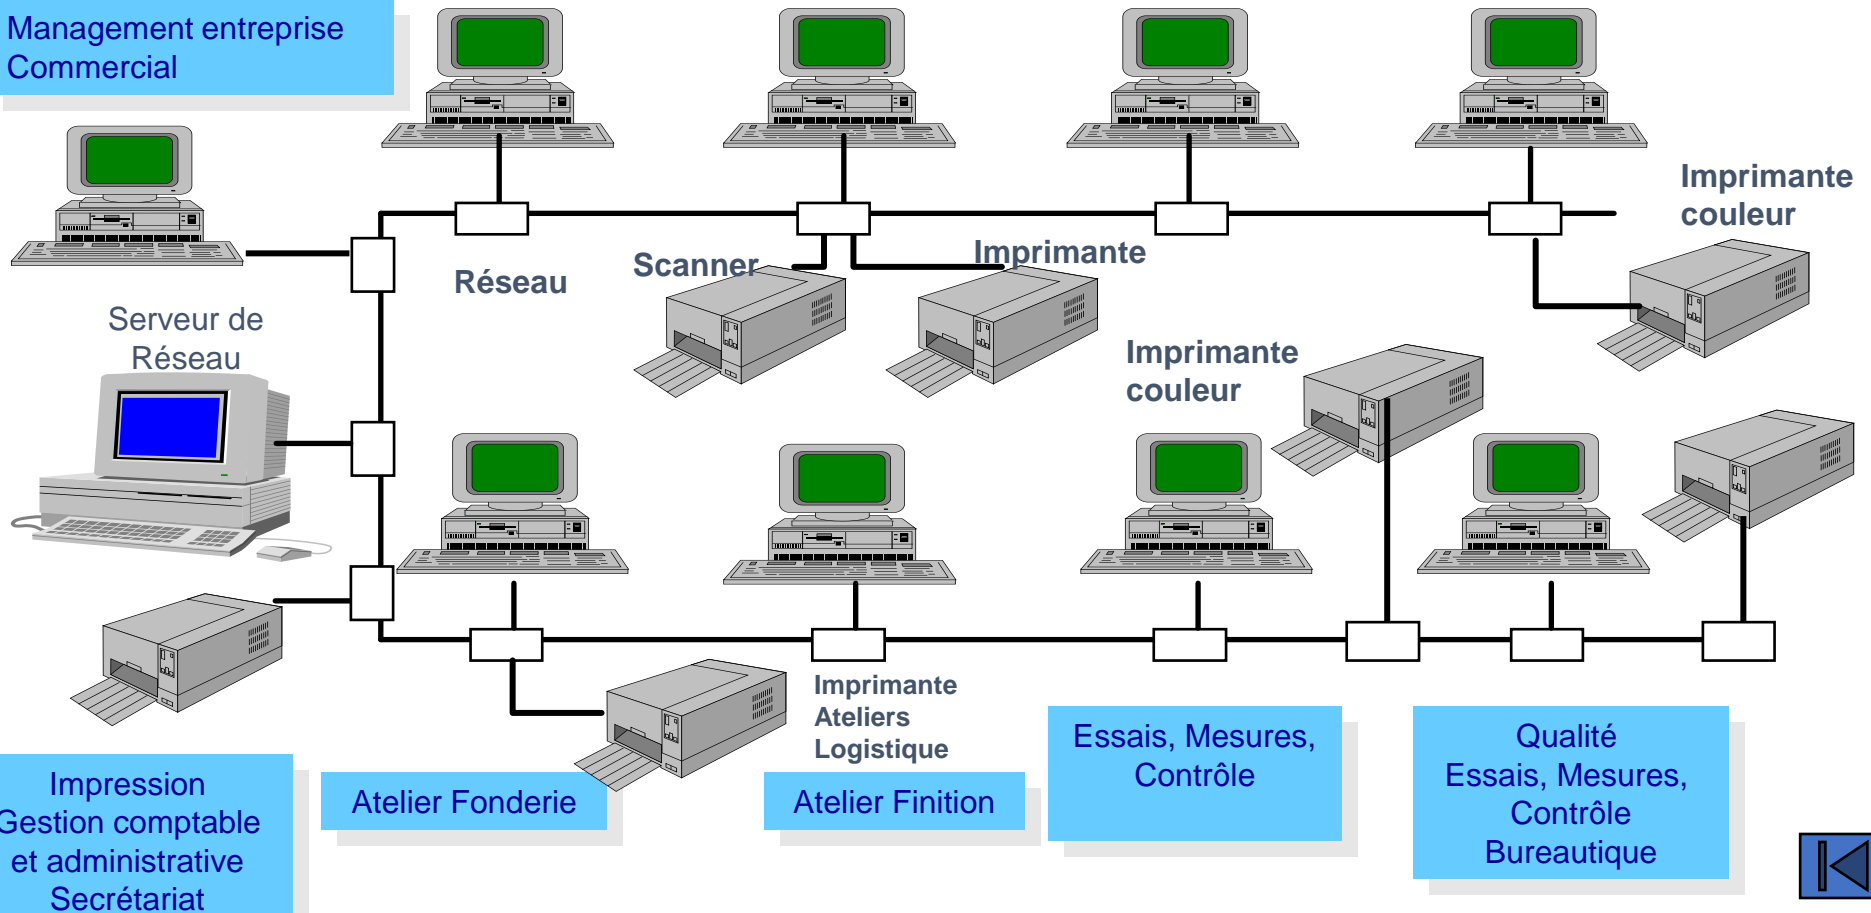 Management entreprise
Commercial
Imprimante
couleur
Réseau
Scanner
Imprimante
Serveur de
Réseau
Imprimante
couleur
Imprimante
Ateliers
Logistique
Essais, Mesures,
Contrôle
Qualité
Essais, Mesures,
Contrôle
Bureautique
Impression
Gestion comptable
et administrative
Secrétariat
Atelier Fonderie
Atelier Finition